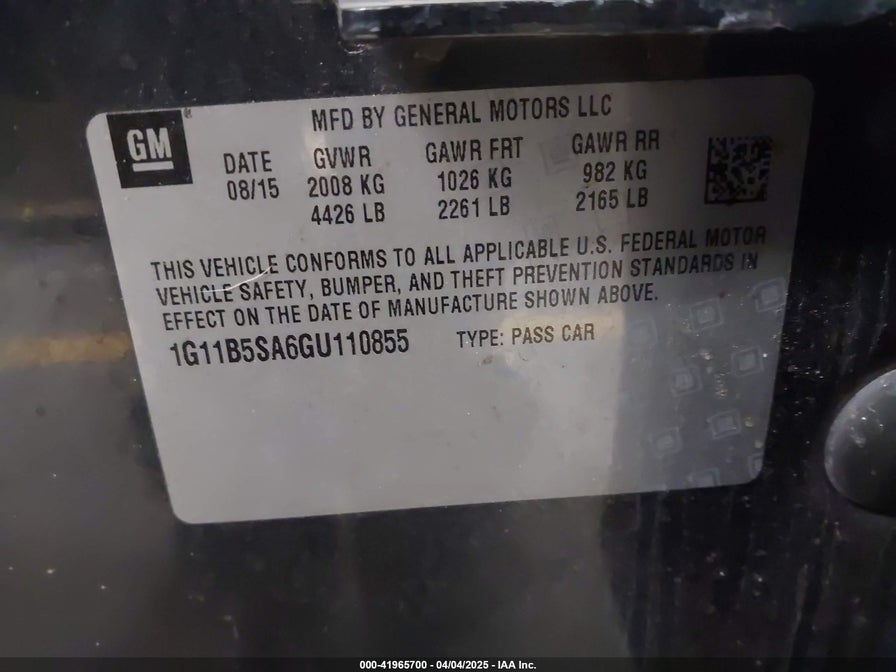 GM
MFD BY GENERAL MOTORS LLC
DATE GVWR GAWR FRT GAWR RR
08/15 2008 KG 1026 KG 982 KG
4426 LB 2261 LB 2165 LB
THIS VEHICLE CONFORMS TO ALL APPLICABLE U.S. FEDERAL MOTOR
VEHICLE SAFETY, BUMPER, AND THEFT PREVENTION STANDARDS IN
EFFECT ON THE DATE OF MANUFACTURE SHOWN ABOVE.
1G11B5SA6GU110855 TYPE: PASS CAR
000-41965700 - 04/04/2025 - IAA Inc.